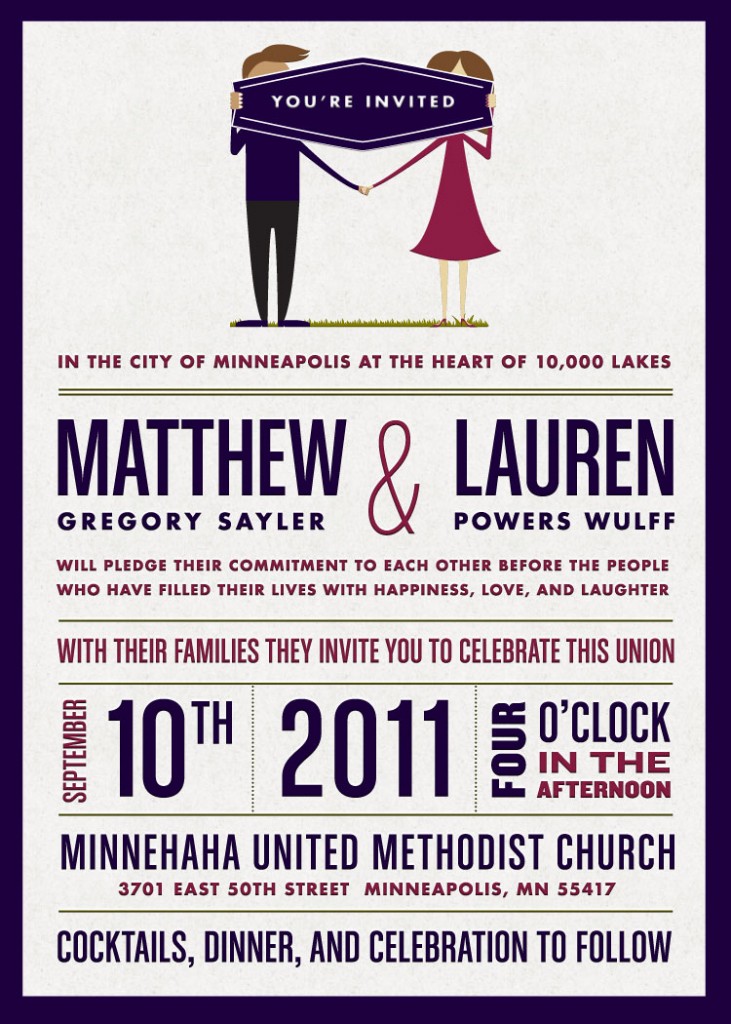 YOU'RE INVITED
IN THE CITY OF MINNEAPOLIS AT THE HEART OF 10,000 LAKES
MATTHEW & LAUREN
GREGORY SAYLER POWERS WULFF
WILL PLEDGE THEIR COMMITMENT TO EACH OTHER BEFORE THE PEOPLE
WHO HAVE FILLED THEIR LIVES WITH HAPPINESS, LOVE, AND LAUGHTER
WITH THEIR FAMILIES THEY INVITE YOU TO CELEBRATE THIS UNION
SEPTEMBER
10TH
2011
FOUR
O'CLOCK
IN THE
AFTERNOON
MINNEHAHA UNITED METHODIST CHURCH
3701 EAST 50TH STREET MINNEAPOLIS, MN 55417
COCKTAILS, DINNER, AND CELEBRATION TO FOLLOW